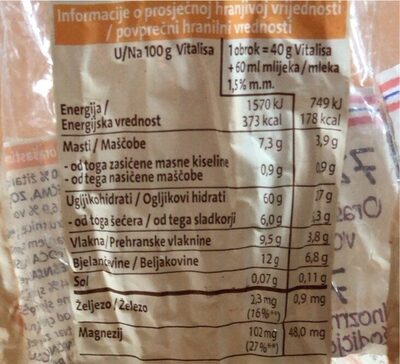 Informacije o prosječnoj hranjivoj vrijednosti
/ povprečni hranilni vrednosti
U/Na 100 g Vitalisa 1 obrok = 40 g Vitalisa
+ 60 ml mlijeka / mleka
1,5% m.m.
Energija / 1570 kJ 749 kJ
Energijska vrednost 373 kcal 178 kcal
Masti / Maščobe 7,3 g 3,9 g
- od toga zasićene masne kiseline
- od tega nasičene maščobe 0,9 g 0,9 g
Ugljikohidrati / Ogljikovi hidrati 60 g
- od toga šećera / od tega sladkorji 6,0 g
Vlakna / Prehranske vlaknine 9,5 g 3,8 g
Bjelančevine / Beljakovine 12 g 6,8 g
Sol 0,07 g 0,11 g
Željezo / Železo 2,3 mg 0,9 mg
(16%**)
Magnezij 102 mg 48,0 mg
(27%**)